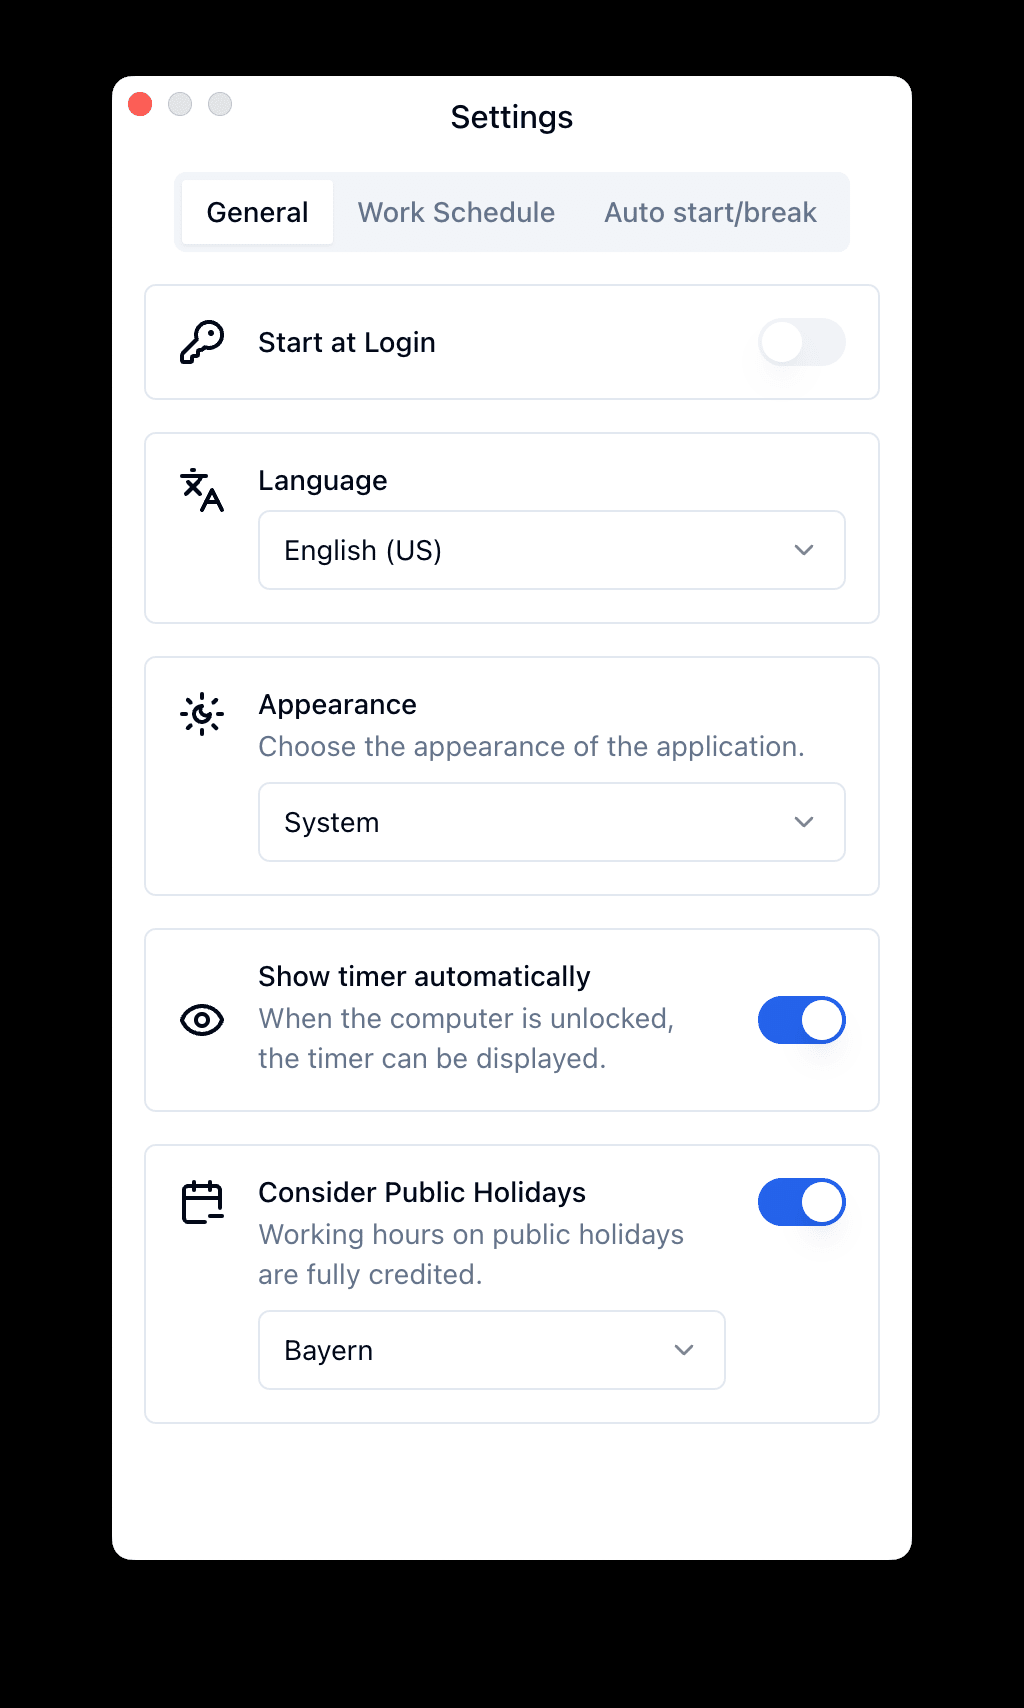 Settings
General
Work Schedule
Auto start/break
Start at Login
Language
English (US)
Appearance
Choose the appearance of the application.
System
Show timer automatically
When the computer is unlocked,
the timer can be displayed.
Consider Public Holidays
Working hours on public holidays
are fully credited.
Bayern